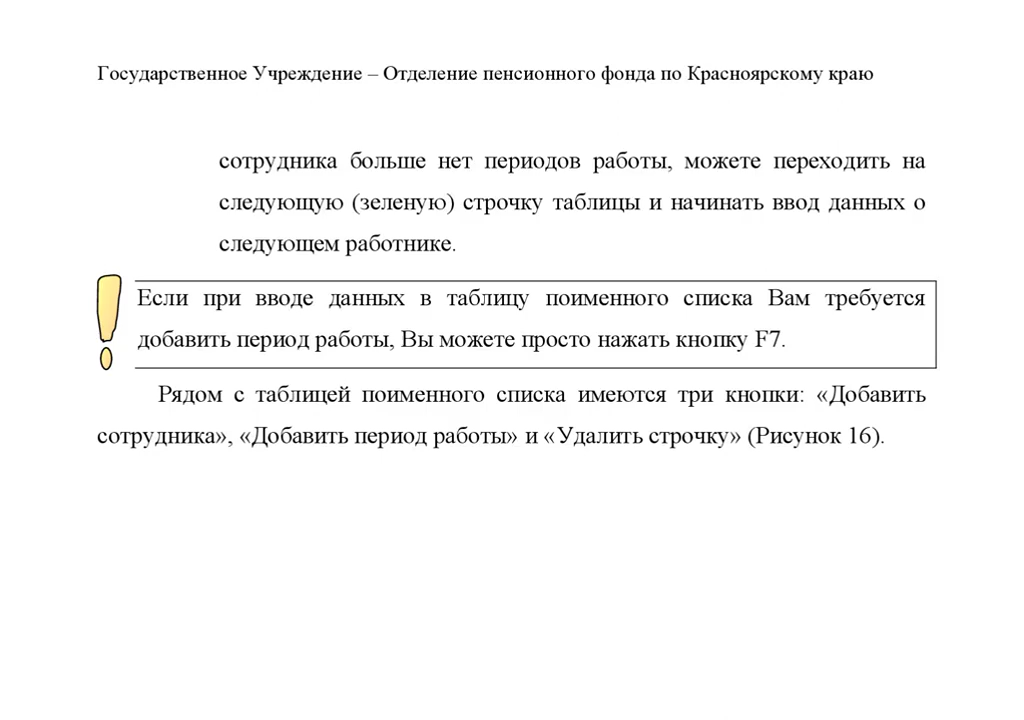 Государственное Учреждение – Отделение пенсионного фонда по Красноярскому краю
сотрудника больше нет периодов работы, можете переходить на
следующую (зеленую) строчку таблицы и начинать ввод данных о
следующем работнике.
Если при вводе данных в таблицу поименного списка Вам требуется
добавить период работы, Вы можете просто нажать кнопку F7.
Рядом с таблицей поименного списка имеются три кнопки: «Добавить
сотрудника», «Добавить период работы» и «Удалить строчку» (Рисунок 16).